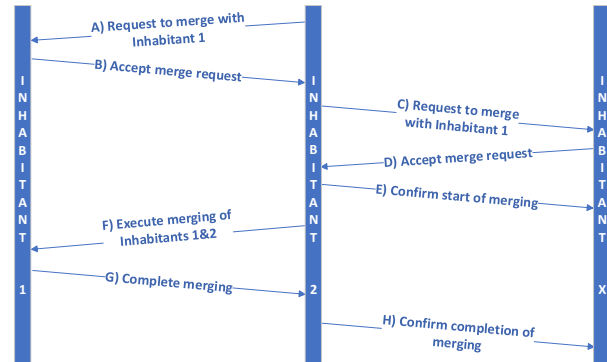 A) Request to merge with
Inhabitant 1
B) Accept merge request
C) Request to merge
with Inhabitant 1
D) Accept merge request
E) Confirm start of merging
F) Execute merging of
Inhabitants 1&2
G) Complete merging
H) Confirm completion of
merging
INHABITANT 1
INHABITANT 2
INHABITANT X